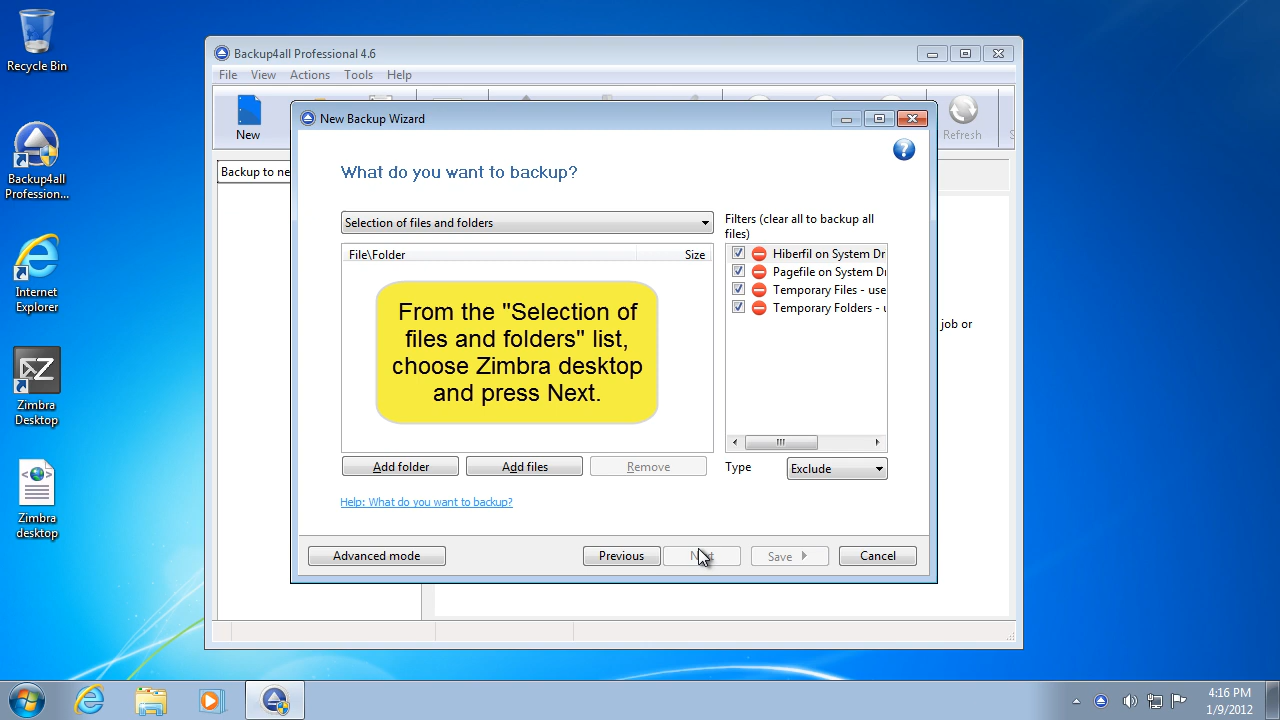 Recycle Bin
Backup4all
Profession...
Internet
Explorer
Zimbra
Desktop
Zimbra
desktop
Backup4all Professional 4.6
File View Actions Tools Help
New
Refresh
Backup to ne
job or
New Backup Wizard
What do you want to backup?
Selection of files and folders
File\Folder Size
From the "Selection of
files and folders" list,
choose Zimbra desktop
and press Next.
Filters (clear all to backup all
files)
Hiberfil on System Dr
Pagefile on System Dr
Temporary Files - use
Temporary Folders - u
Type Exclude
Add folder Add files Remove
Help: What do you want to backup?
Advanced mode Previous Save Cancel
4:16 PM
1/9/2012